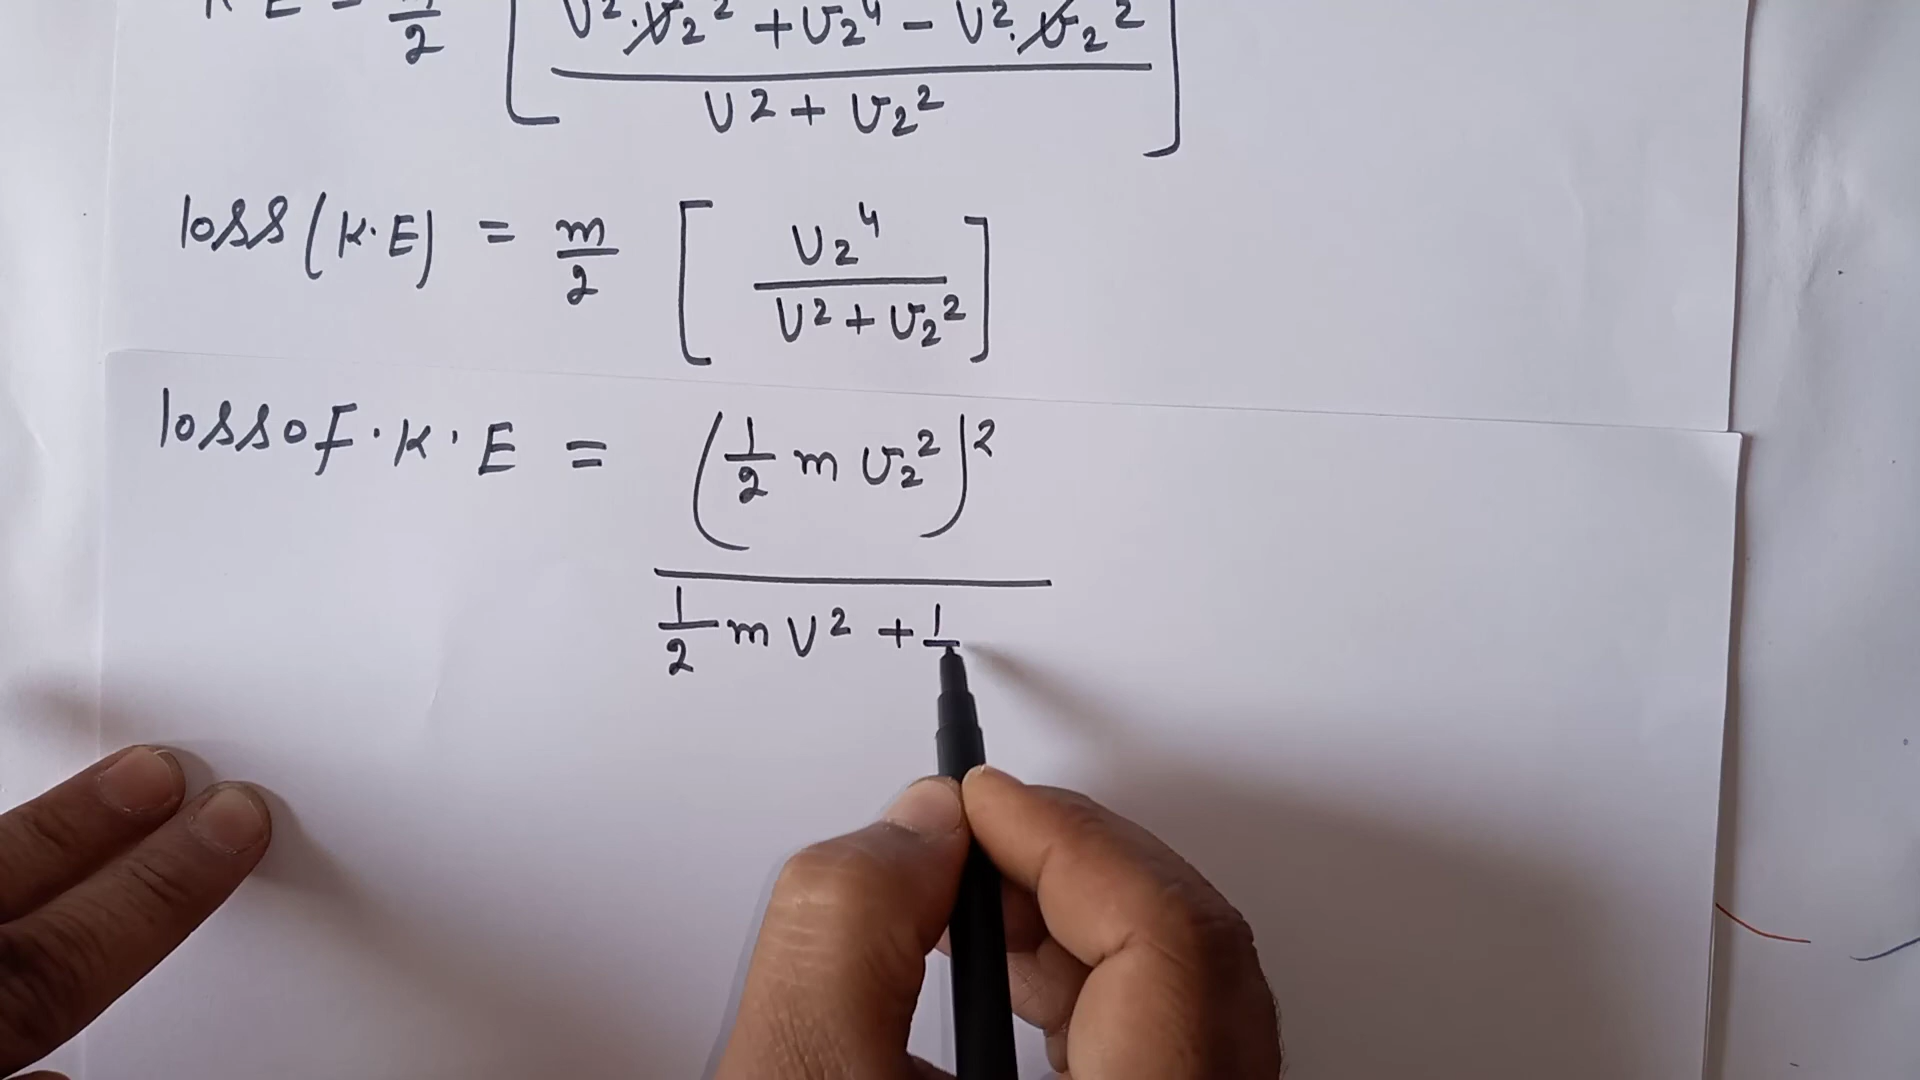 K E = m/2 [ v².v₂² + v₂⁴ - v².v₂² / v2 + v₂² ]
loss (K.E) = m/2 [ v₂⁴ / v² + v₂² ]
loss of . K . E = (1/2 m v₂²)² / 1/2 m v² + 1